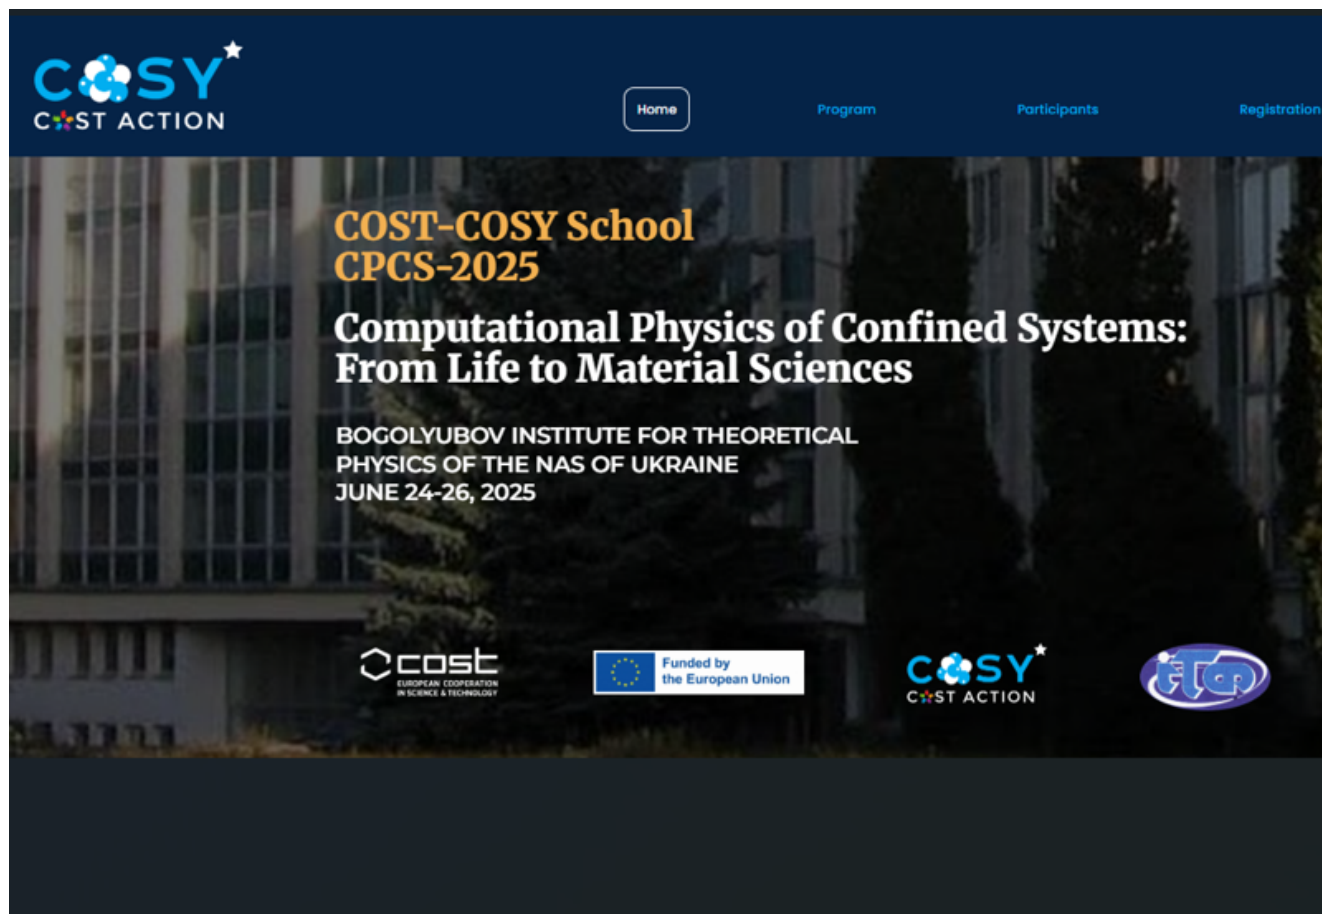 COSY
COST ACTION
Home
Program
Participants
Registration
COST-COSY School
CPCS-2025
Computational Physics of Confined Systems:
From Life to Material Sciences
BOGOLYUBOV INSTITUTE FOR THEORETICAL
PHYSICS OF THE NAS OF UKRAINE
JUNE 24-26, 2025
cost
EUROPEAN COOPERATION
IN SCIENCE & TECHNOLOGY
Funded by
the European Union
COSY
COST ACTION
ітф